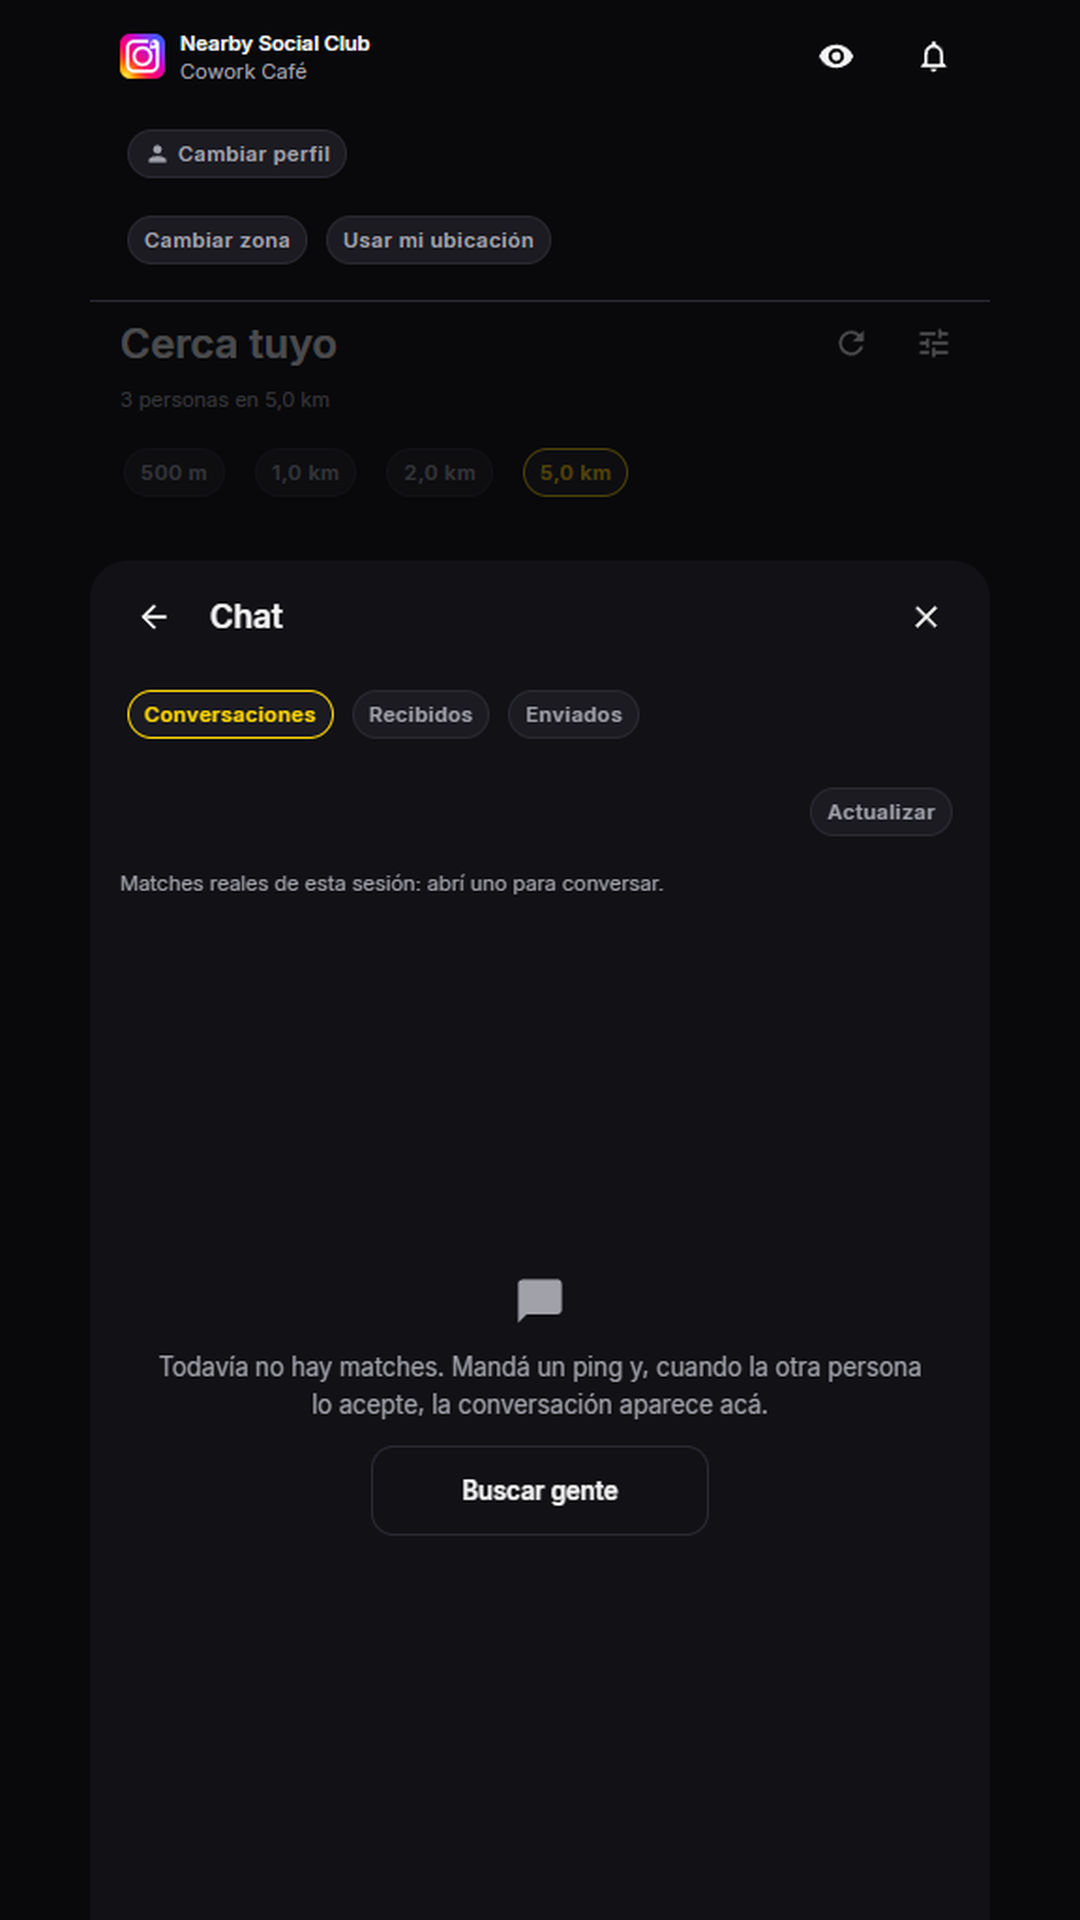 Nearby Social Club
Cowork Café
Cambiar perfil
Cambiar zona
Usar mi ubicación
Cerca tuyo
3 personas en 5,0 km
500 m
1,0 km
2,0 km
5,0 km
Chat
Conversaciones
Recibidos
Enviados
Actualizar
Matches reales de esta sesión: abrí uno para conversar.
Todavía no hay matches. Mandá un ping y, cuando la otra persona
lo acepte, la conversación aparece acá.
Buscar gente